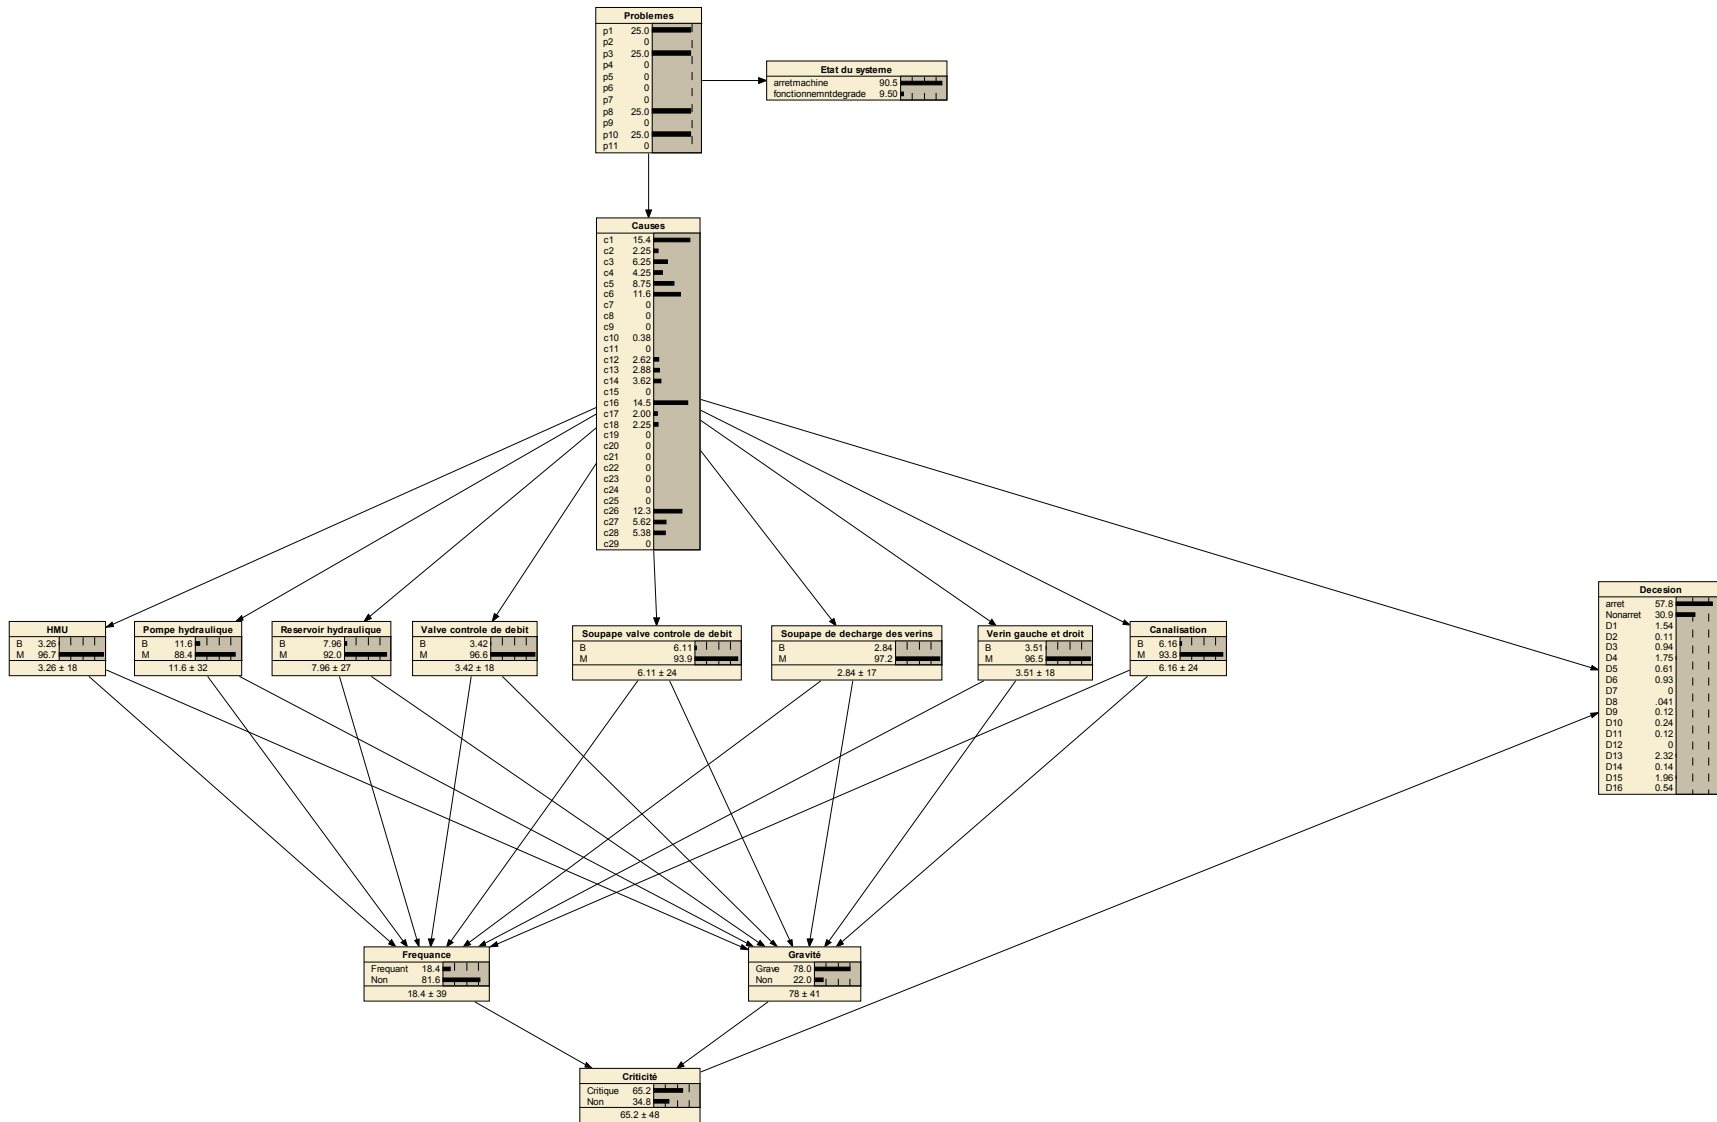 Problemes
p1 25.0
p2 0
p3 25.0
p4 0
p5 0
p6 0
p7 0
p8 25.0
p9 0
p10 25.0
p11 0
Etat du systeme
arretmachine 90.5
fonctionnemntdegrade 9.50
Causes
c1 15.4
c2 2.25
c3 6.25
c4 4.25
c5 8.75
c6 11.6
c7 0
c8 0
c9 0
c10 0.38
c11 0
c12 2.62
c13 2.88
c14 3.62
c15 0
c16 14.5
c17 2.00
c18 2.25
c19 0
c20 0
c21 0
c22 0
c23 0
c24 0
c25 0
c26 12.3
c27 5.62
c28 5.38
c29 0
HMU
B 3.26
M 96.7
3.26 ± 18
Pompe hydraulique
B 11.6
M 88.4
11.6 ± 32
Reservoir hydraulique
B 7.96
M 92.0
7.96 ± 27
Valve controle de debit
B 3.42
M 96.6
3.42 ± 18
Soupape valve controle de debit
B 6.11
M 93.9
6.11 ± 24
Soupape de decharge des verins
B 2.84
M 97.2
2.84 ± 17
Verin gauche et droit
B 3.51
M 96.5
3.51 ± 18
Canalisation
B 6.16
M 93.8
6.16 ± 24
Décesion
arret 57.8
Nonarret 30.9
D1 1.54
D2 0.11
D3 0.94
D4 1.75
D5 0.61
D6 0.93
D7 0
D8 .041
D9 0.12
D10 0.24
D11 0.12
D12 0
D13 2.32
D14 0.14
D15 1.96
D16 0.54
Frequance
Frequant 18.4
Non 81.6
18.4 ± 39
Gravité
Grave 78.0
Non 22.0
78 ± 41
Criticité
Critique 65.2
Non 34.8
65.2 ± 48